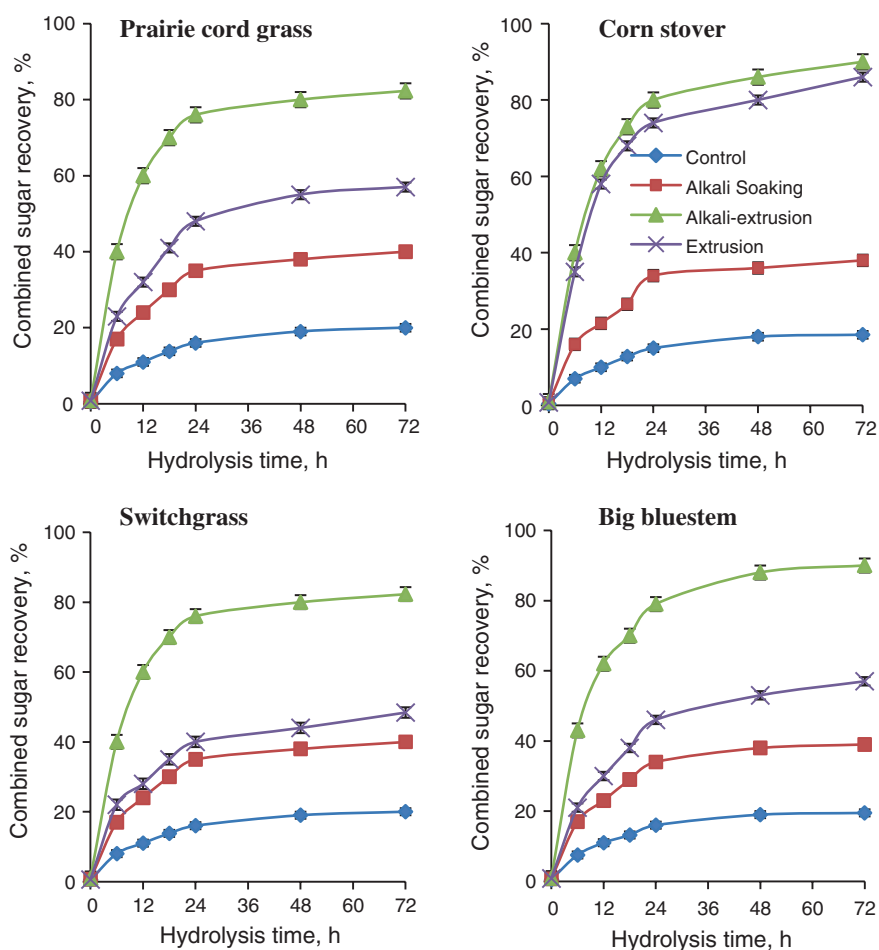 Prairie cord grass
Combined sugar recovery, %
100
80
60
40
20
0
0 12 24 36 48 60 72
Hydrolysis time, h
Corn stover
Combined sugar recovery, %
100
80
60
40
20
0
Control
Alkali Soaking
Alkali-extrusion
Extrusion
0 12 24 36 48 60 72
Hydrolysis time, h
Switchgrass
Combined sugar recovery, %
100
80
60
40
20
0
0 12 24 36 48 60 72
Hydrolysis time, h
Big bluestem
Combined sugar recovery, %
100
80
60
40
20
0
0 12 24 36 48 60 72
Hydrolysis time, h